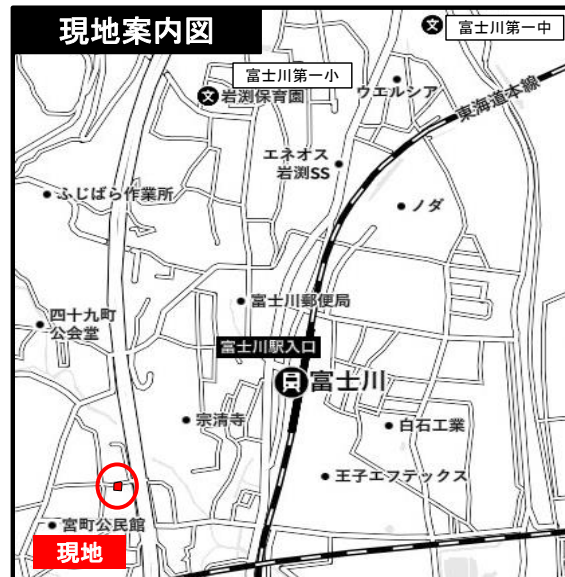 現地案内図
富士川第一中
富士川第一小
岩渕保育園
ウエルシア
東海道本線
エネオス
岩渕SS
ふじばら作業所
ノダ
富士川郵便局
四十九町
公会堂
富士川駅入口
富士川
宗清寺
白石工業
王子エフテックス
宮町公民館
現地